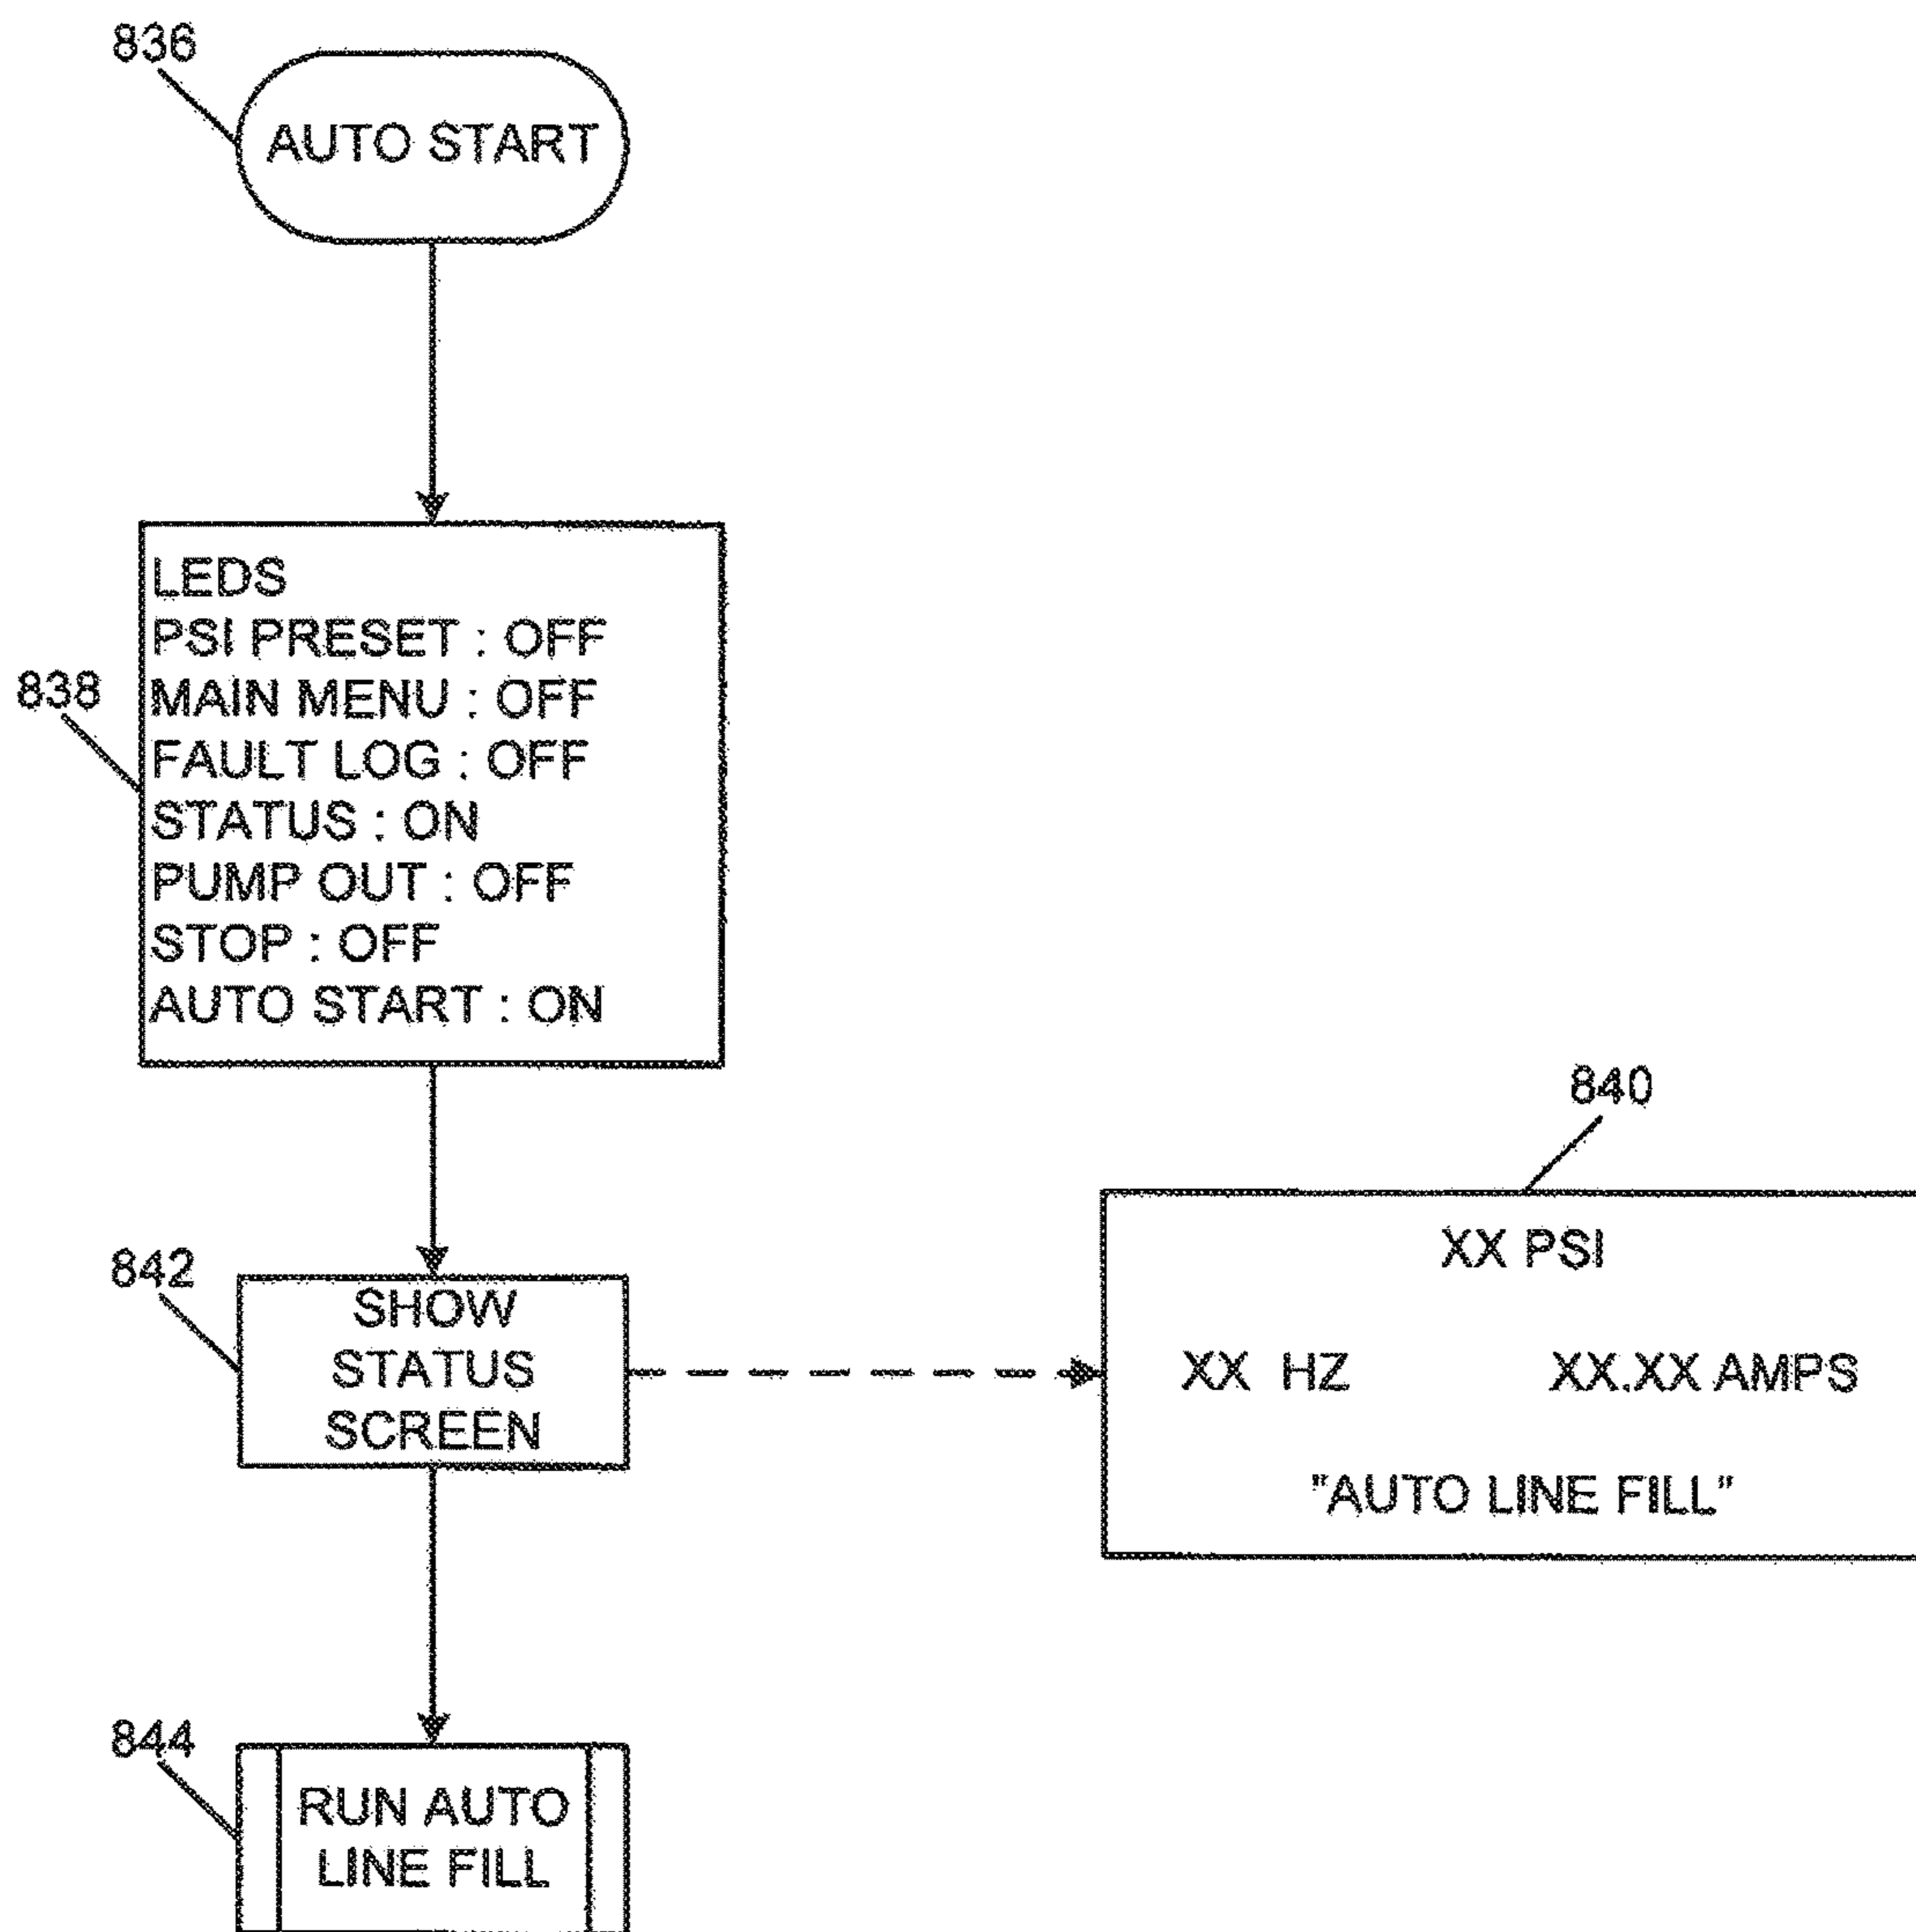 836
AUTO START
838
LEDS
PSI PRESET : OFF
MAIN MENU : OFF
FAULT LOG : OFF
STATUS : ON
PUMP OUT : OFF
STOP : OFF
AUTO START : ON
842
SHOW
STATUS
SCREEN
840
XX PSI
XX HZ XX.XX AMPS
"AUTO LINE FILL"
844
RUN AUTO
LINE FILL